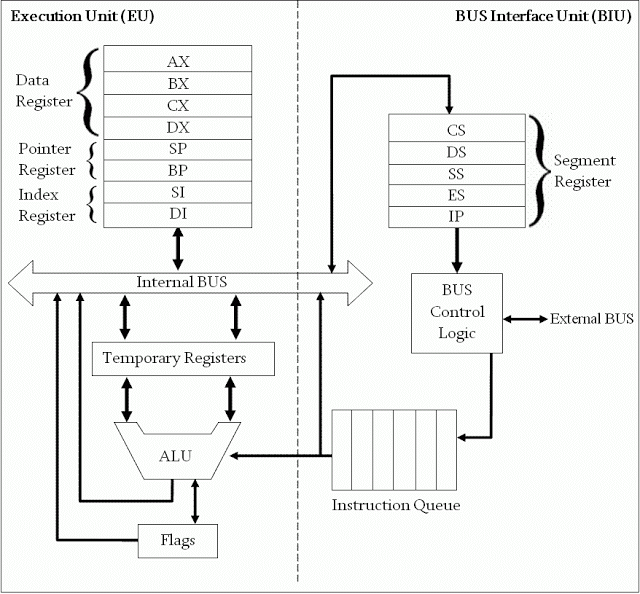 Execution Unit (EU)
BUS Interface Unit (BIU)
Data
Register
AX
BX
CX
DX
Pointer
Register
SP
BP
Index
Register
SI
DI
CS
DS
SS
ES
IP
Segment
Register
Internal BUS
BUS
Control
Logic
External BUS
Temporary Registers
ALU
Instruction Queue
Flags